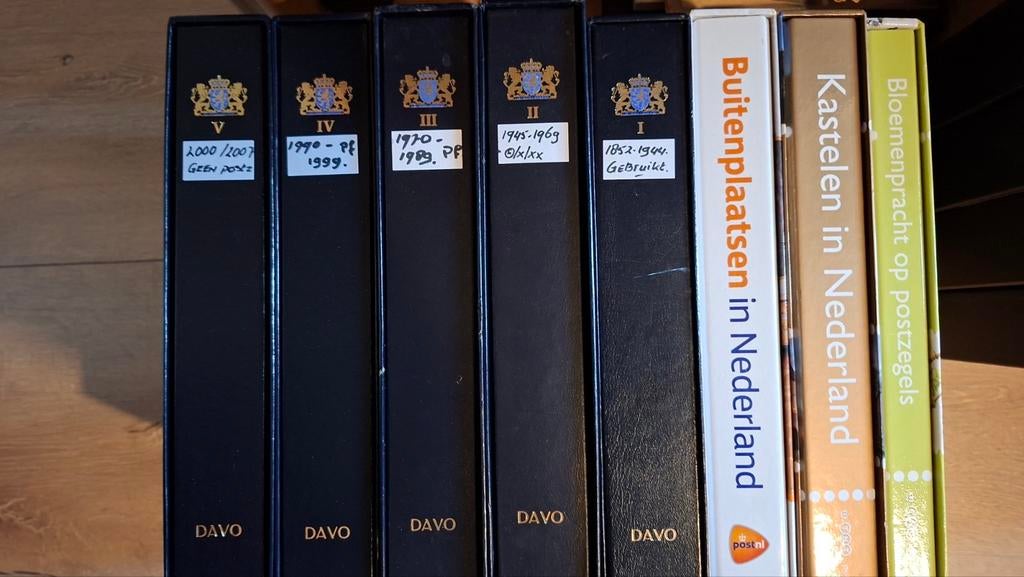 V
2000/2007
GEEN POSTZ
DAVO
IV
1990 - Pf
1999.
DAVO
III
1970 -
1989. Pf
DAVO
II
1945-1969
O/x/xx
DAVO
I
1852-1944.
GEBRUIKT.
DAVO
Buitenplaatsen in Nederland
postnl
Kastelen in Nederland
Bloemenpracht op postzegels